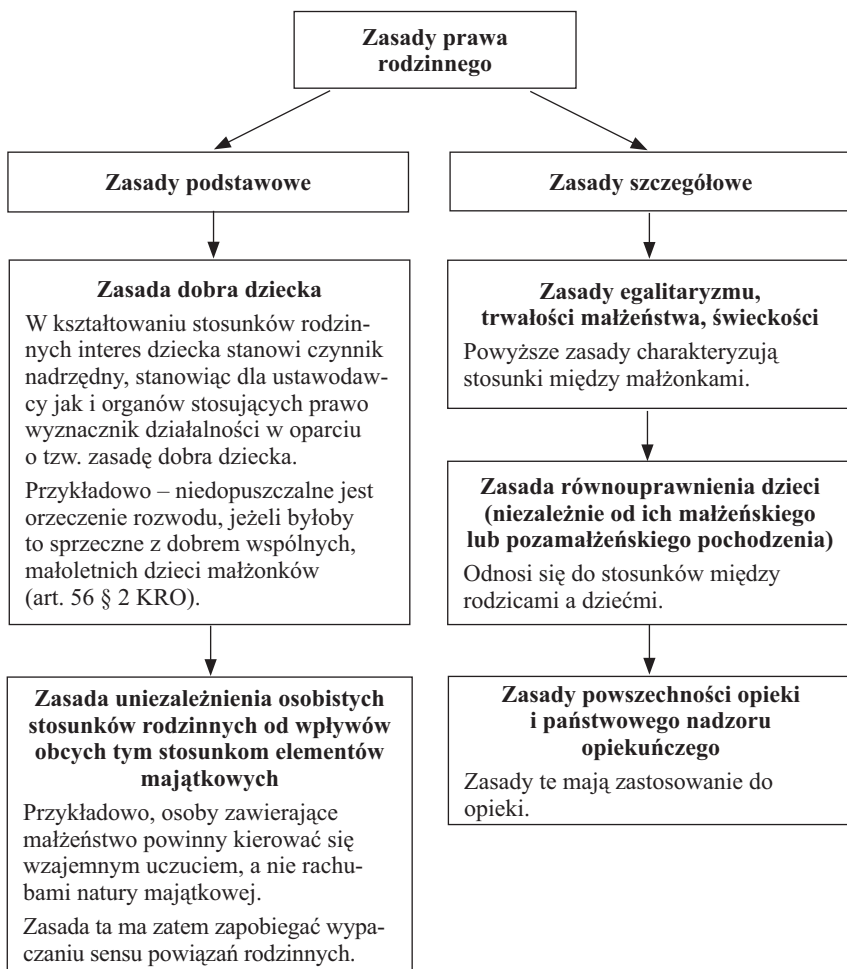 Zasady prawa
rodzinnego
Zasady podstawowe
Zasada dobra dziecka
W kształtowaniu stosunków rodzin-
nych interes dziecka stanowi czynnik
nadrzędny, stanowiąc dla ustawodaw-
cy jak i organów stosujących prawo
wyznacznik działalności w oparciu
o tzw. zasadę dobra dziecka.
Przykładowo – niedopuszczalne jest
orzeczenie rozwodu, jeżeli byłoby
to sprzeczne z dobrem wspólnych,
małoletnich dzieci małżonków
(art. 56 § 2 KRO).
Zasada uniezależnienia osobistych
stosunków rodzinnych od wpływów
obcych tym stosunkom elementów
majątkowych
Przykładowo, osoby zawierające
małżeństwo powinny kierować się
wzajemnym uczuciem, a nie rachu-
bami natury majątkowej.
Zasada ta ma zatem zapobiegać wypa-
czaniu sensu powiązań rodzinnych.
Zasady szczegółowe
Zasady egalitaryzmu,
trwałości małżeństwa, świeckości
Powyższe zasady charakteryzują
stosunki między małżonkami.
Zasada równouprawnienia dzieci
(niezależnie od ich małżeńskiego
lub pozamałżeńskiego pochodzenia)
Odnosi się do stosunków między
rodzicami a dziećmi.
Zasady powszechności opieki
i państwowego nadzoru
opiekuńczego
Zasady te mają zastosowanie do
opieki.